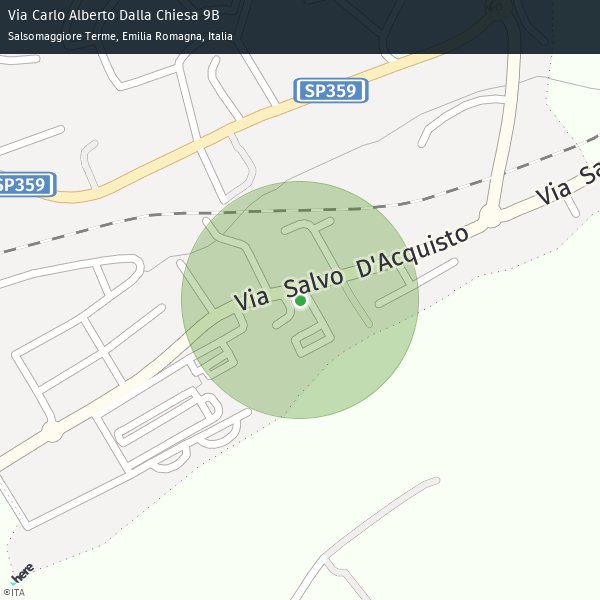 Via Carlo Alberto Dalla Chiesa 9B
Salsomaggiore Terme, Emilia Romagna, Italia
SP359
SP359
Via Sa
Via Salvo D'Acquisto
here
©ITA